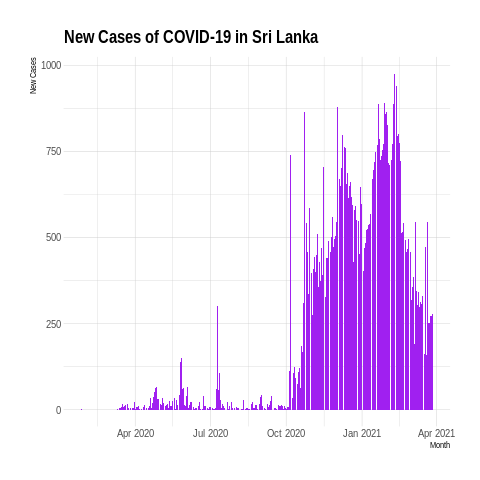 New Cases of COVID-19 in Sri Lanka
New Cases
1000
750
500
250
0
Apr 2020
Jul 2020
Oct 2020
Jan 2021
Apr 2021
Month